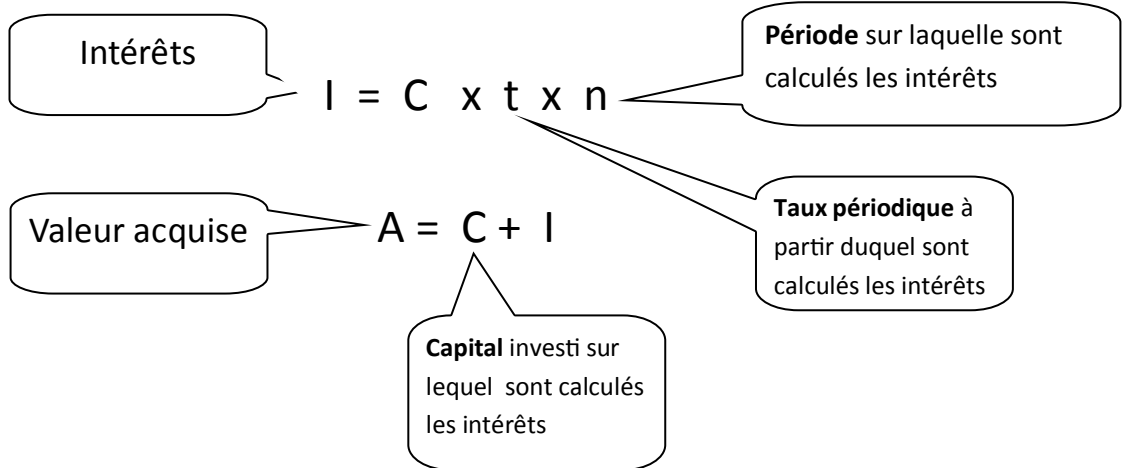 Intérêts
Période sur laquelle sont
calculés les intérêts
I = C x t x n
Valeur acquise
A = C + I
Taux périodique à
partir duquel sont
calculés les intérêts
Capital investi sur
lequel sont calculés
les intérêts